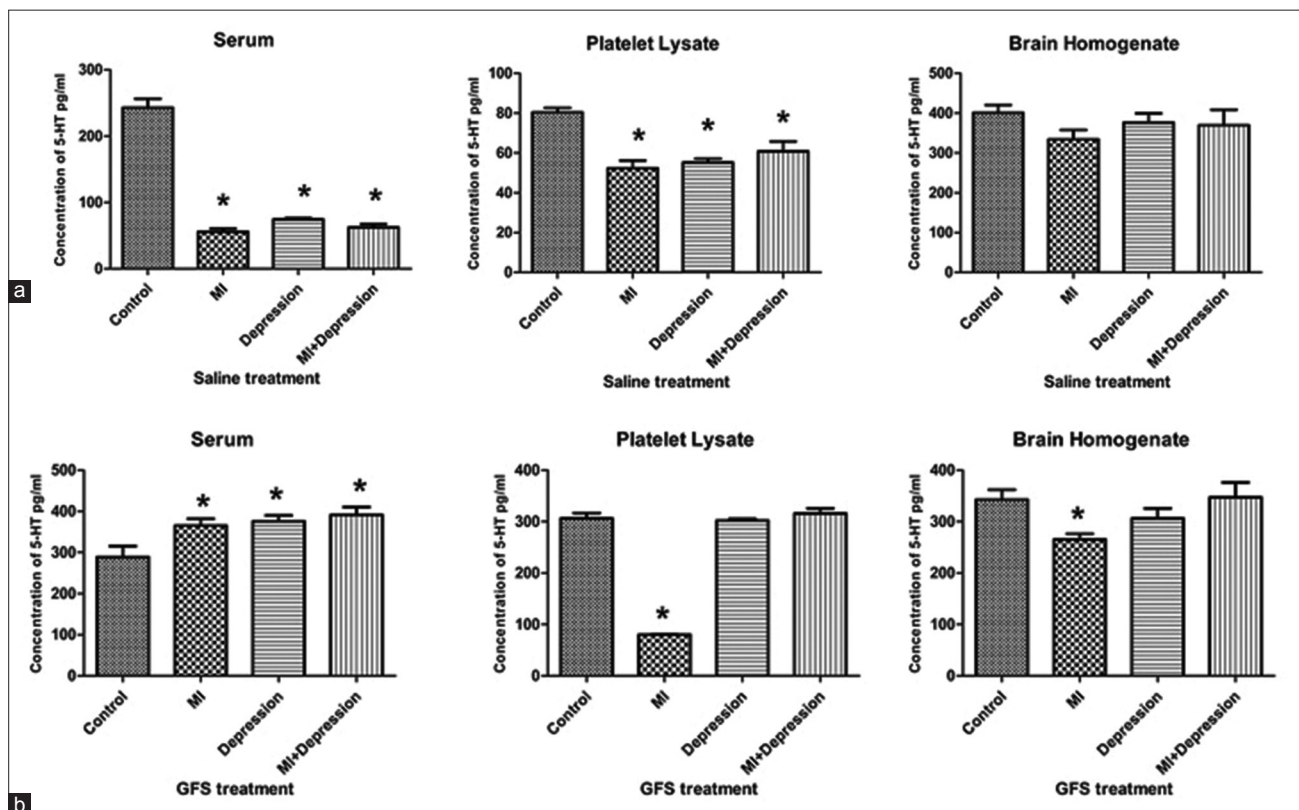 Serum
Concentration of 5-HT pg/ml
300
200
100
0
*
*
*
Control
MI
Depression
MI+Depression
Saline treatment
Platelet Lysate
Concentration of 5-HT pg/ml
100
80
60
40
20
0
*
*
*
Control
MI
Depression
MI+Depression
Saline treatment
Brain Homogenate
Concentration of 5-HT pg/ml
500
400
300
200
100
0
Control
MI
Depression
MI+Depression
Saline treatment
a
Serum
Concentration of 5-HT pg/ml
500
400
300
200
100
0
*
*
*
Control
MI
Depression
MI+Depression
GFS treatment
Platelet Lysate
Concentration of 5-HT pg/ml
400
300
200
100
0
*
Control
MI
Depression
MI+Depression
GFS treatment
Brain Homogenate
Concentration of 5-HT pg/ml
400
300
200
100
0
*
Control
MI
Depression
MI+Depression
GFS treatment
b